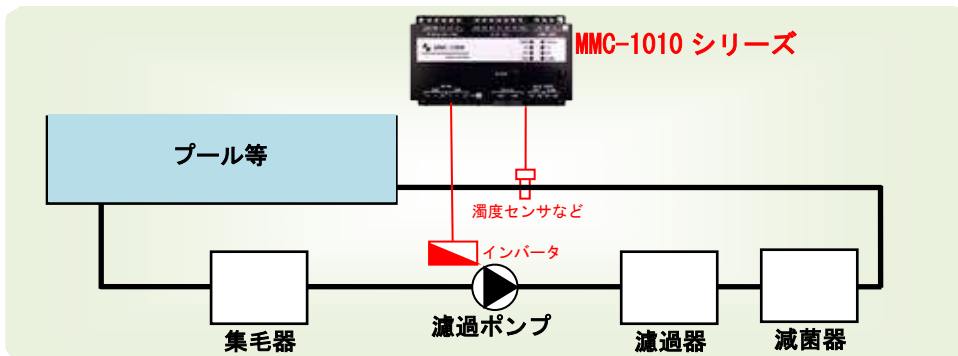 MMC-1010 シリーズ
プール等
濁度センサなど
インバータ
濾過ポンプ
集毛器
濾過器
減菌器